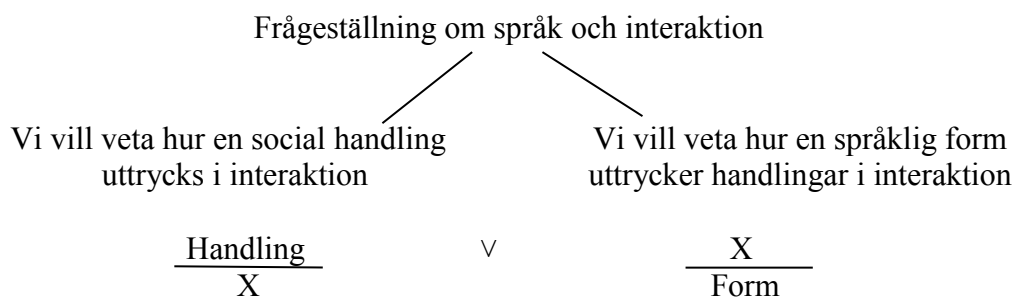 Frågeställning om språk och interaktion
Vi vill veta hur en social handling
uttrycks i interaktion
Vi vill veta hur en språklig form
uttrycker handlingar i interaktion
Handling
X
∨
X
Form